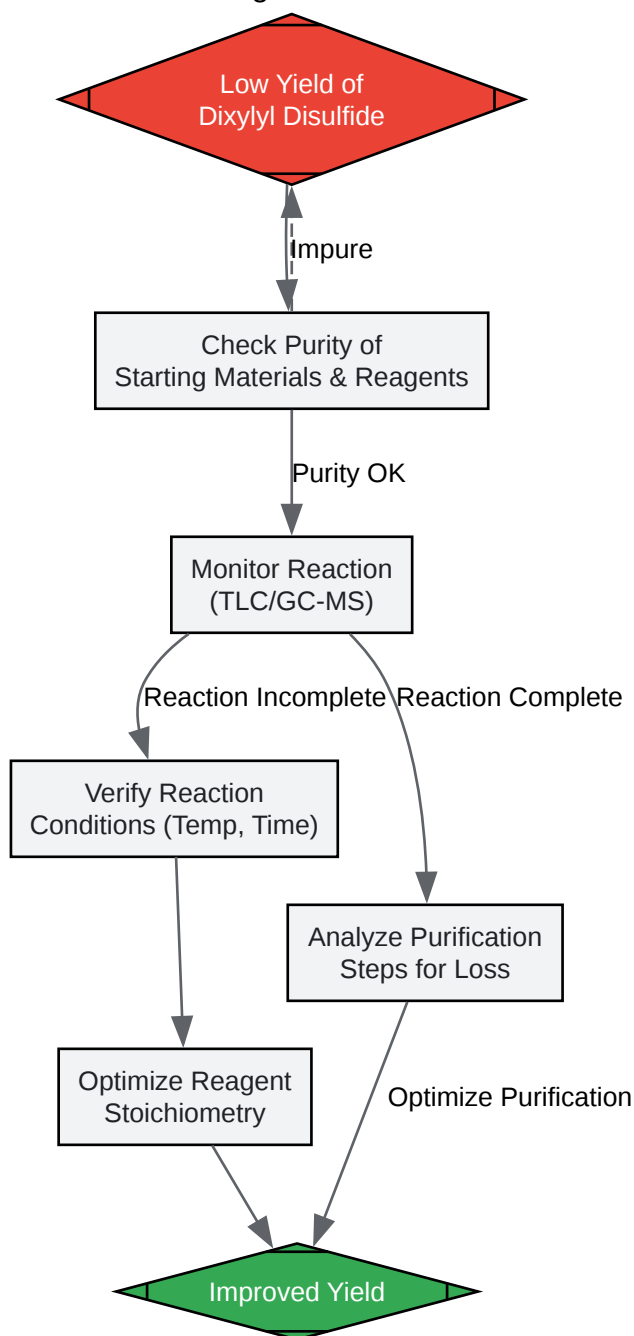 Low Yield of
Dixylyl Disulfide
Impure
Check Purity of
Starting Materials & Reagents
Purity OK
Monitor Reaction
(TLC/GC-MS)
Reaction Incomplete
Reaction Complete
Verify Reaction
Conditions (Temp, Time)
Analyze Purification
Steps for Loss
Optimize Reagent
Stoichiometry
Optimize Purification
Improved Yield